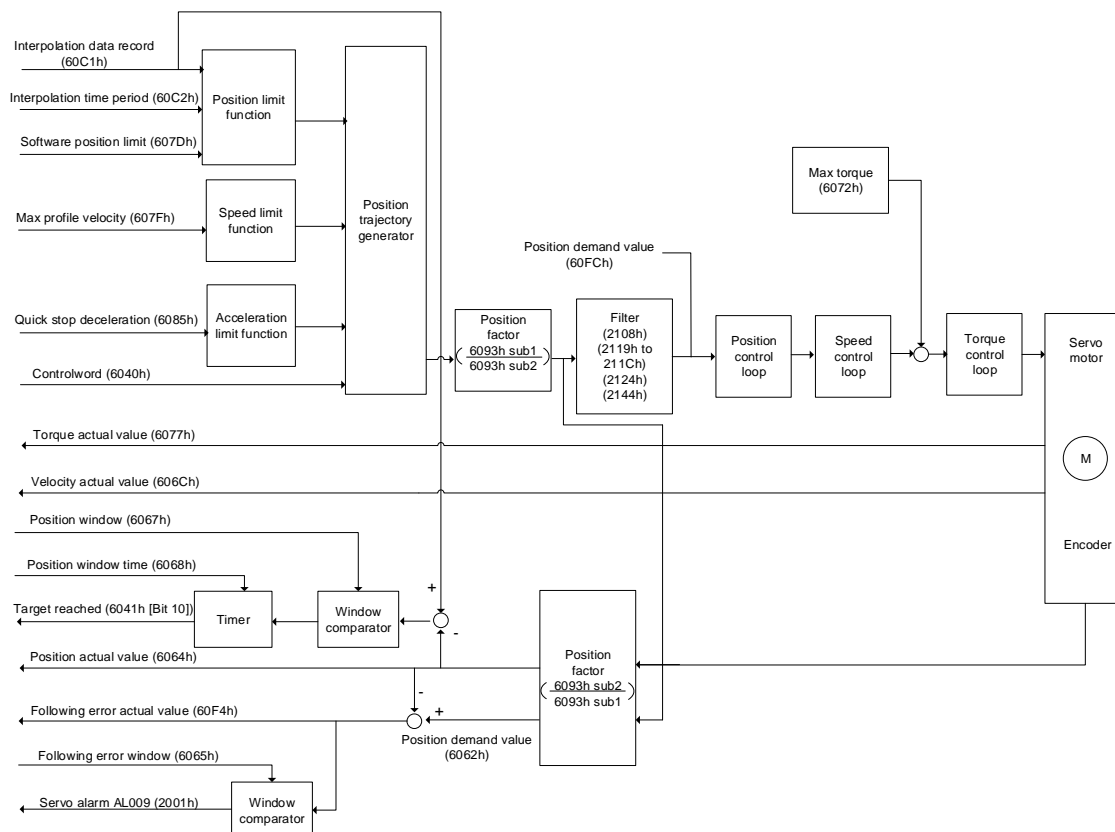 Interpolation data record
(60C1h)
Interpolation time period (60C2h)
Software position limit (607Dh)
Position limit
function
Max profile velocity (607Fh)
Speed limit
function
Quick stop deceleration (6085h)
Acceleration
limit function
Controlword (6040h)
Position
trajectory
generator
Position
factor
( 6093h sub1
6093h sub2 )
Position demand value
(60FCh)
Filter
(2108h)
(2119h to
211Ch)
(2124h)
(2144h)
Position
control
loop
Speed
control
loop
Max torque
(6072h)
Torque
control
loop
Servo
motor
M
Encoder
Torque actual value (6077h)
Velocity actual value (606Ch)
Position window (6067h)
Position window time (6068h)
Target reached (6041h [Bit 10])
Timer
Window
comparator
+
-
Position actual value (6064h)
-
+
Following error actual value (60F4h)
Position demand value
(6062h)
Position
factor
( 6093h sub2
6093h sub1 )
Following error window (6065h)
Servo alarm AL009 (2001h)
Window
comparator